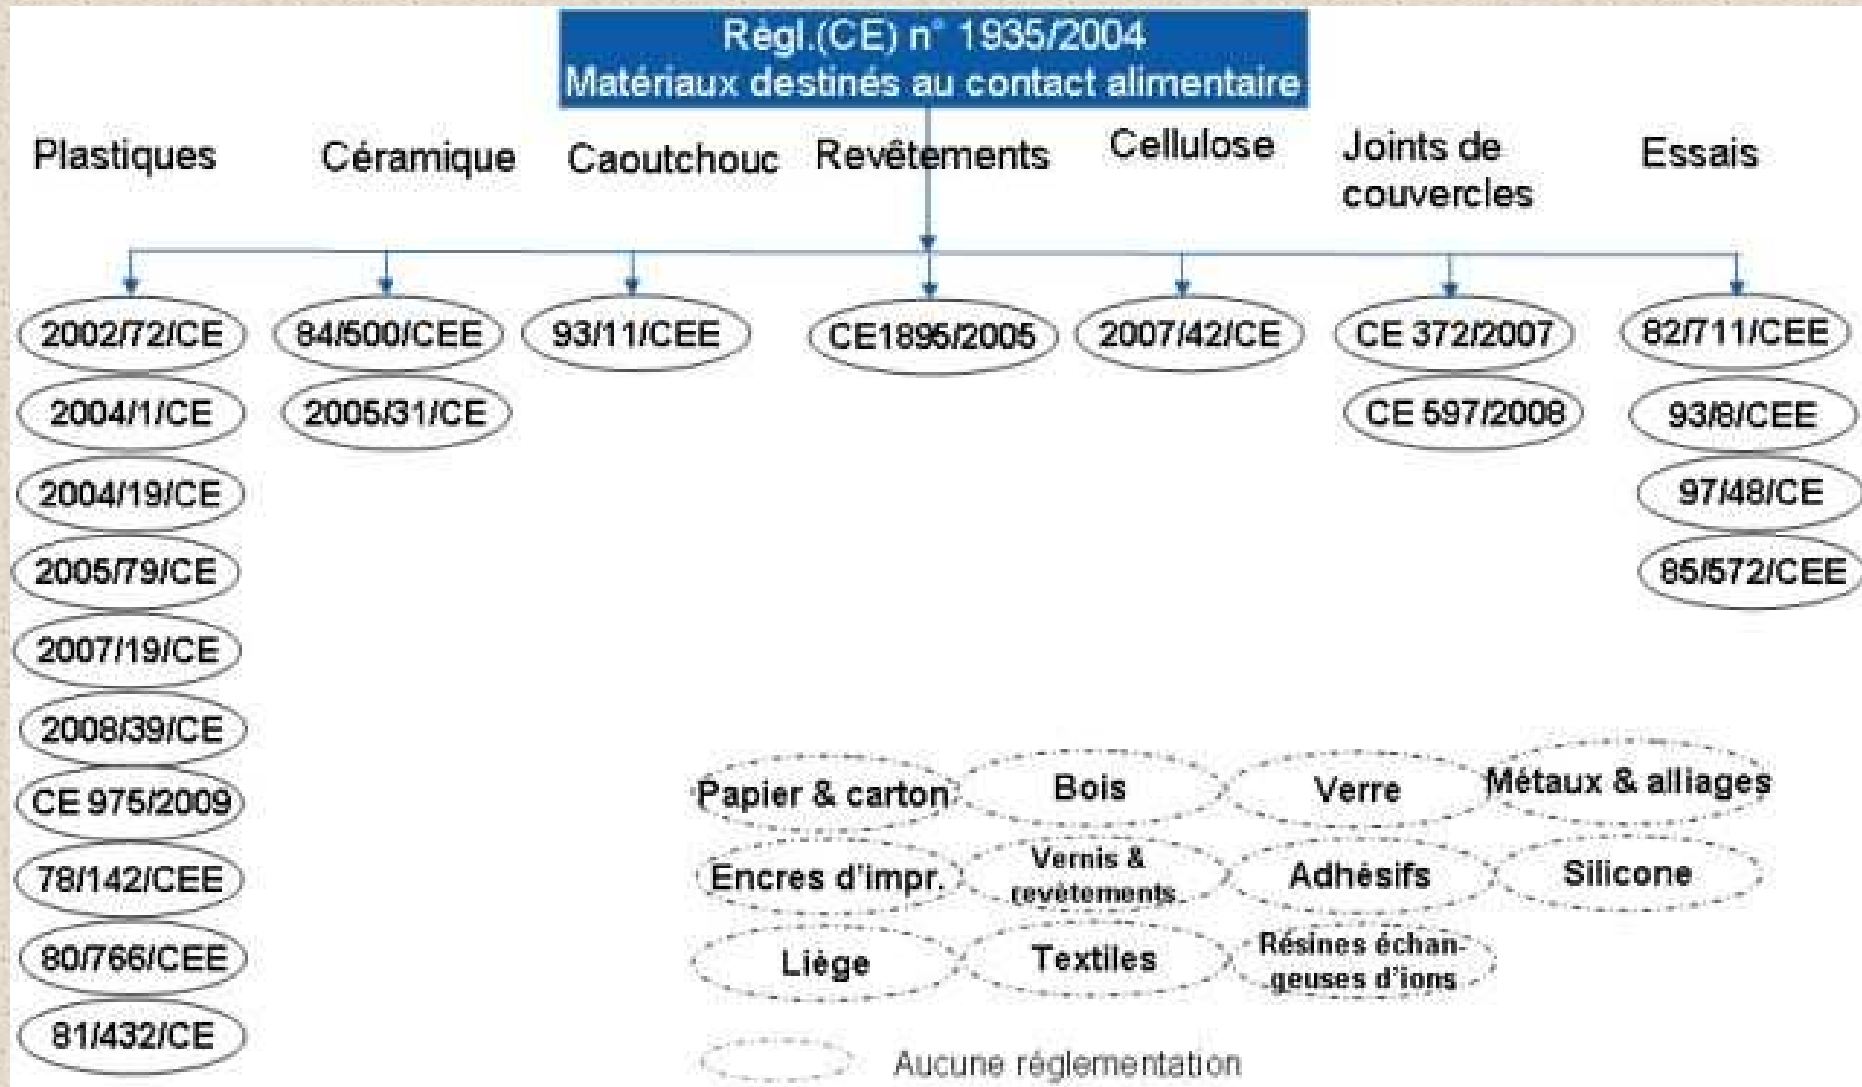 Règl.(CE) n° 1935/2004
Matériaux destinés au contact alimentaire
Plastiques
Céramique
Caoutchouc
Revêtements
Cellulose
Joints de
couvercles
Essais
2002/72/CE
2004/1/CE
2004/19/CE
2005/79/CE
2007/19/CE
2008/39/CE
CE 975/2009
78/142/CEE
80/766/CEE
81/432/CE
84/500/CEE
2005/31/CE
93/11/CEE
CE1895/2005
2007/42/CE
CE 372/2007
CE 597/2008
82/711/CEE
93/8/CEE
97/48/CE
85/572/CEE
Papier & carton
Bois
Verre
Métaux & alliages
Encres d'impr.
Vernis &
revêtements
Adhésifs
Silicone
Liège
Textiles
Résines échan-
geuses d'ions
Aucune réglementation